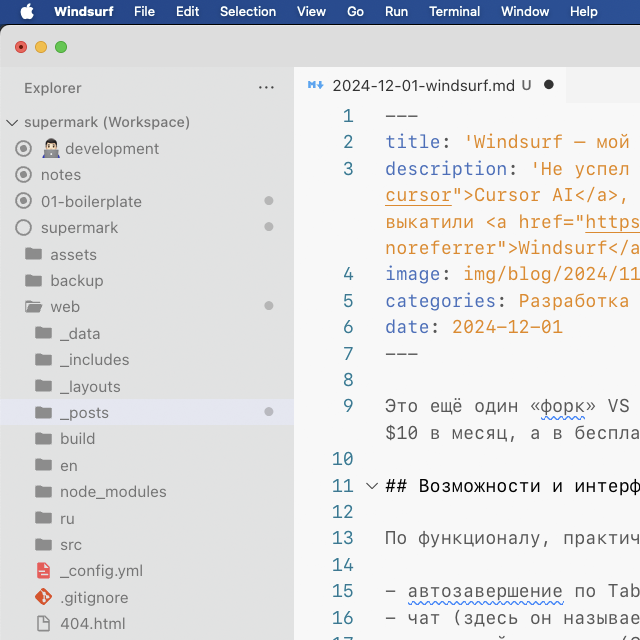 Windsurf File Edit Selection View Go Run Terminal Window Help
Explorer
2024-12-01-windsurf.md U
supermark (Workspace)
development
notes
01-boilerplate
supermark
assets
backup
web
_data
_includes
_layouts
_posts
build
en
node_modules
ru
src
_config.yml
.gitignore
404.html
1 ---
2 title: 'Windsurf — мой
3 description: 'Не успел
cursor">Cursor AI</a>,
выкатили <a href="https
noreferrer">Windsurf</a
4 image: img/blog/2024/11
5 categories: Разработка
6 date: 2024-12-01
7 ---
8
9 Это ещё один «форк» VS
$10 в месяц, а в беспла
10
11 ## Возможности и интерф
12
13 По функционалу, практич
14
15 - автозавершение по Tab
16 - чат (здесь он называе